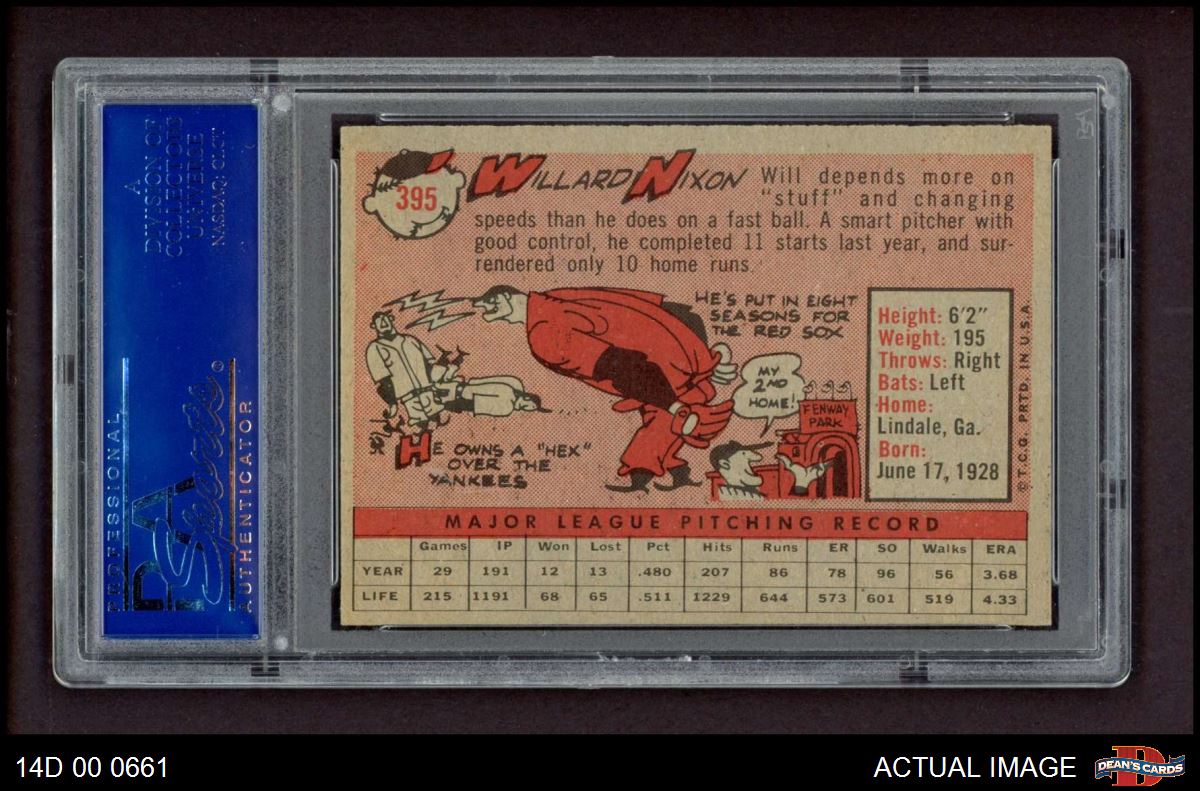 A
DIVISION OF
COLLECTORS
UNIVERSE
NASDAQ: CLCT
PROFESSIONAL
PSA
Sports
®
AUTHENTICATOR
395
WILLARD NIXON
Will depends more on
"stuff" and changing
speeds than he does on a fast ball. A smart pitcher with
good control, he completed 11 starts last year, and sur-
rendered only 10 home runs.
HE'S PUT IN EIGHT
SEASONS FOR
THE RED SOX
MY
2ND
HOME!
FENWAY
PARK
HE OWNS A "HEX"
OVER THE
YANKEES
Height: 6'2"
Weight: 195
Throws: Right
Bats: Left
Home:
Lindale, Ga.
Born:
June 17, 1928
© T.C.G. PRTD. IN U.S.A.
MAJOR LEAGUE PITCHING RECORD
Games IP Won Lost Pct Hits Runs ER SO Walks ERA
YEAR 29 191 12 13 .480 207 86 78 96 56 3.68
LIFE 215 1191 68 65 .511 1229 644 573 601 519 4.33
14D 00 0661
ACTUAL IMAGE
D
DEAN'S CARDS